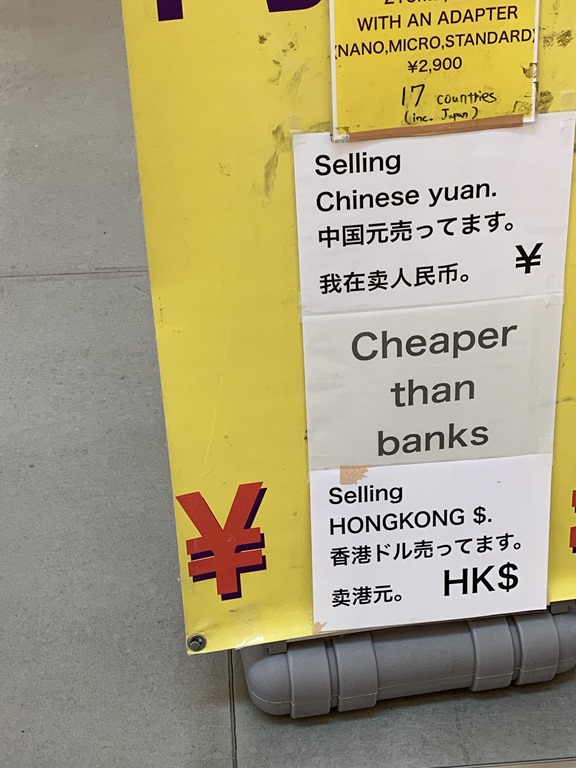 WITH AN ADAPTER
(NANO,MICRO,STANDARD)
¥2,900
17 countries
(inc. Japan)
Selling
Chinese yuan.
中国元売ってます。
¥
我在卖人民币。
Cheaper
than
banks
Selling
HONGKONG $.
香港ドル売ってます。
卖港元。 HK$
¥